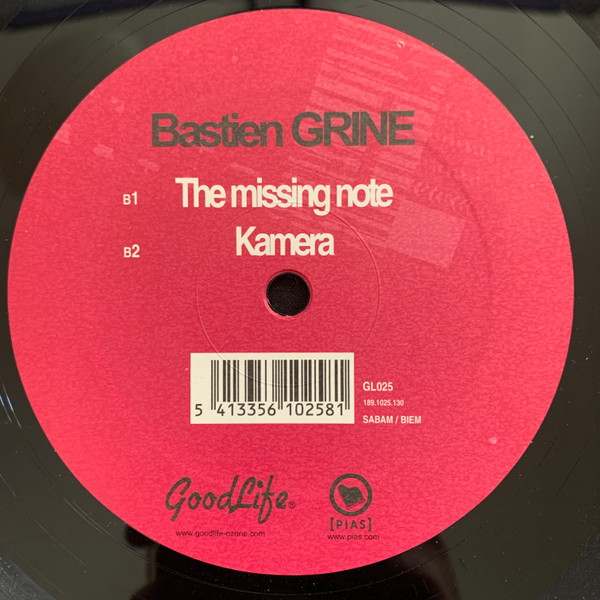 Bastien GRINE
B1 The missing note
B2 Kamera
GL025
189.1025.130
5 413356 102581
SABAM / BIEM
GoodLife®
[PIAS]
www.goodlife-ozone.com
www.pias.com